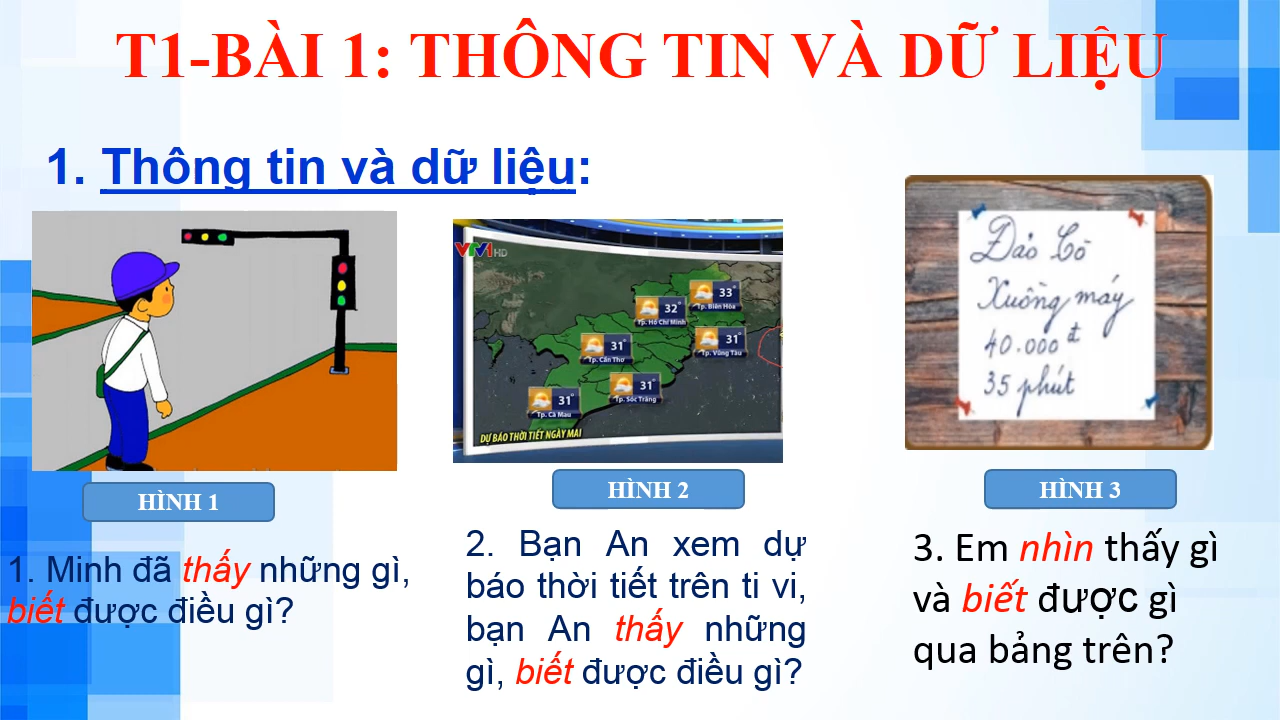 T1-BÀI 1: THÔNG TIN VÀ DỮ LIỆU
1. Thông tin và dữ liệu:
VTV1 HD
33°
Tp. Biên Hòa
32°
Tp. Hồ Chí Minh
31°
Tp. Vũng Tàu
31°
Tp. Cần Thơ
31°
Tp. Sóc Trăng
31°
Tp. Cà Mau
DỰ BÁO THỜI TIẾT NGÀY MAI
Đảo Cò
Xuồng máy
40.000đ
35 phút
HÌNH 1
HÌNH 2
HÌNH 3
1. Minh đã thấy những gì,
biết được điều gì?
2. Bạn An xem dự
báo thời tiết trên ti vi,
bạn An thấy những
gì, biết được điều gì?
3. Em nhìn thấy gì
và biết được gì
qua bảng trên?